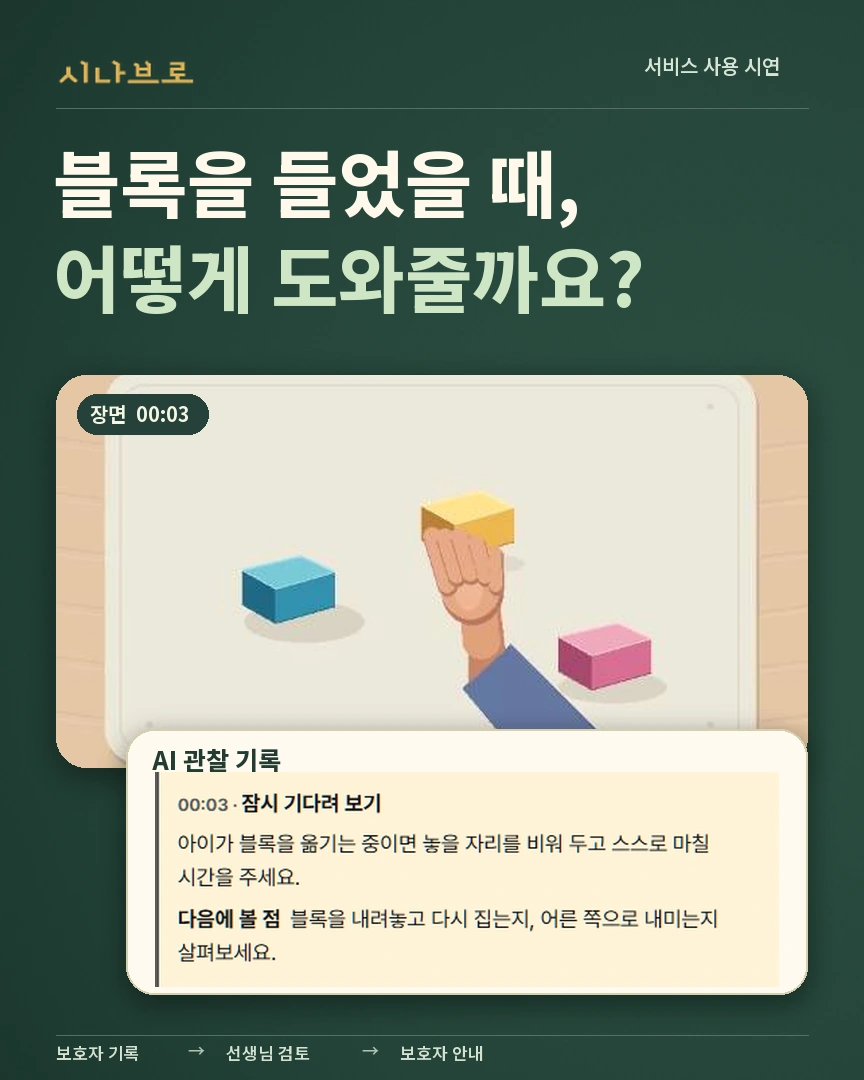 시나브로
서비스 사용 시연
블록을 들었을 때,
어떻게 도와줄까요?
장면 00:03
AI 관찰 기록
00:03 · 잠시 기다려 보기
아이가 블록을 옮기는 중이면 놓을 자리를 비워 두고 스스로 마칠
시간을 주세요.
다음에 볼 점 블록을 내려놓고 다시 집는지, 어른 쪽으로 내미는지
살펴보세요.
보호자 기록 → 선생님 검토 → 보호자 안내